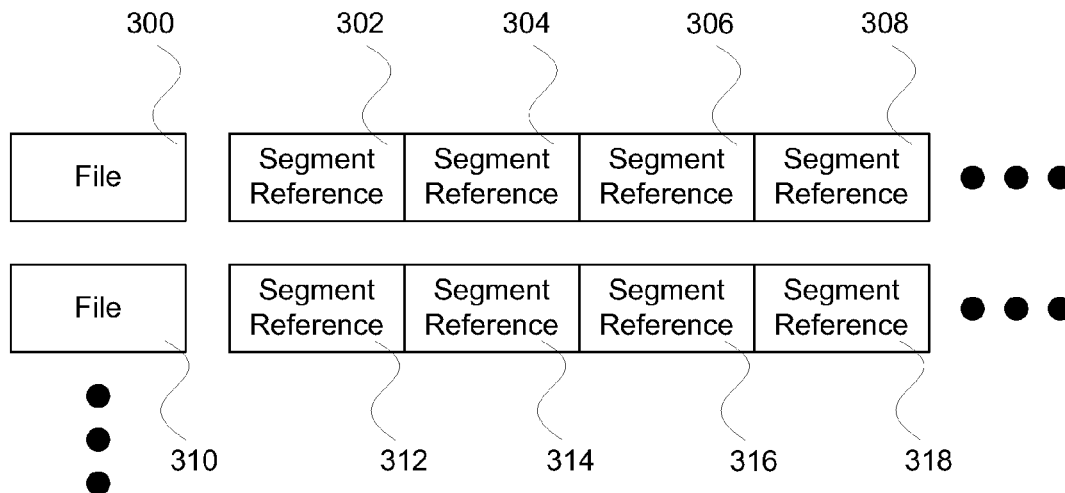 300 302 304 306 308
File Segment Segment Segment Segment
Reference Reference Reference Reference
File Segment Segment Segment Segment
Reference Reference Reference Reference
310 312 314 316 318